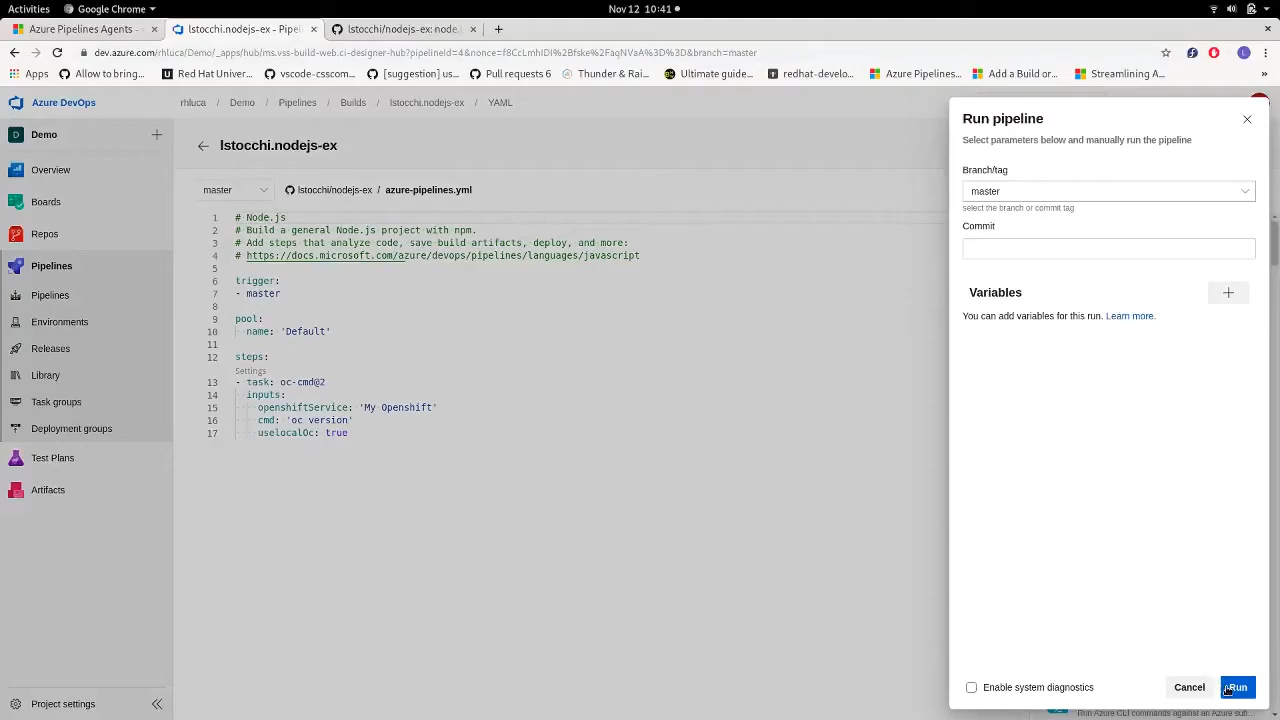 Activities
Google Chrome
Nov 12 10:41
Azure Pipelines Agents -
lstocchi.nodejs-ex - Pipel
lstocchi/nodejs-ex: node.
dev.azure.com/rhluca/Demo/_apps/hub/ms.vss-build-web.ci-designer-hub?pipelineId=4&nonce=f8CcLmhIDI%2Bfske%2FaqNVaA%3D%3D&branch=master
Apps
Allow to bring...
Red Hat Univer...
vscode-csscom...
[suggestion] us...
Pull requests 6
Thunder & Rai...
Ultimate guide...
redhat-develo...
Azure Pipelines...
Add a Build or...
Streamlining A...
»
Azure DevOps
rhluca / Demo / Pipelines / Builds / lstocchi.nodejs-ex / YAML
D Demo
Overview
Boards
Repos
Pipelines
Pipelines
Environments
Releases
Library
Task groups
Deployment groups
Test Plans
Artifacts
Project settings
lstocchi.nodejs-ex
master
lstocchi/nodejs-ex / azure-pipelines.yml
1 # Node.js
2 # Build a general Node.js project with npm.
3 # Add steps that analyze code, save build artifacts, deploy, and more:
4 # https://docs.microsoft.com/azure/devops/pipelines/languages/javascript
5
6 trigger:
7 - master
8
9 pool:
10 name: 'Default'
11
12 steps:
Settings
13 - task: oc-cmd@2
14 inputs:
15 openshiftService: 'My Openshift'
16 cmd: 'oc version'
17 uselocalOc: true
Run pipeline
Select parameters below and manually run the pipeline
Branch/tag
master
select the branch or commit tag
Commit
Variables
You can add variables for this run. Learn more.
Enable system diagnostics
Cancel
Run
Run Azure CLI commands against an Azure sub...